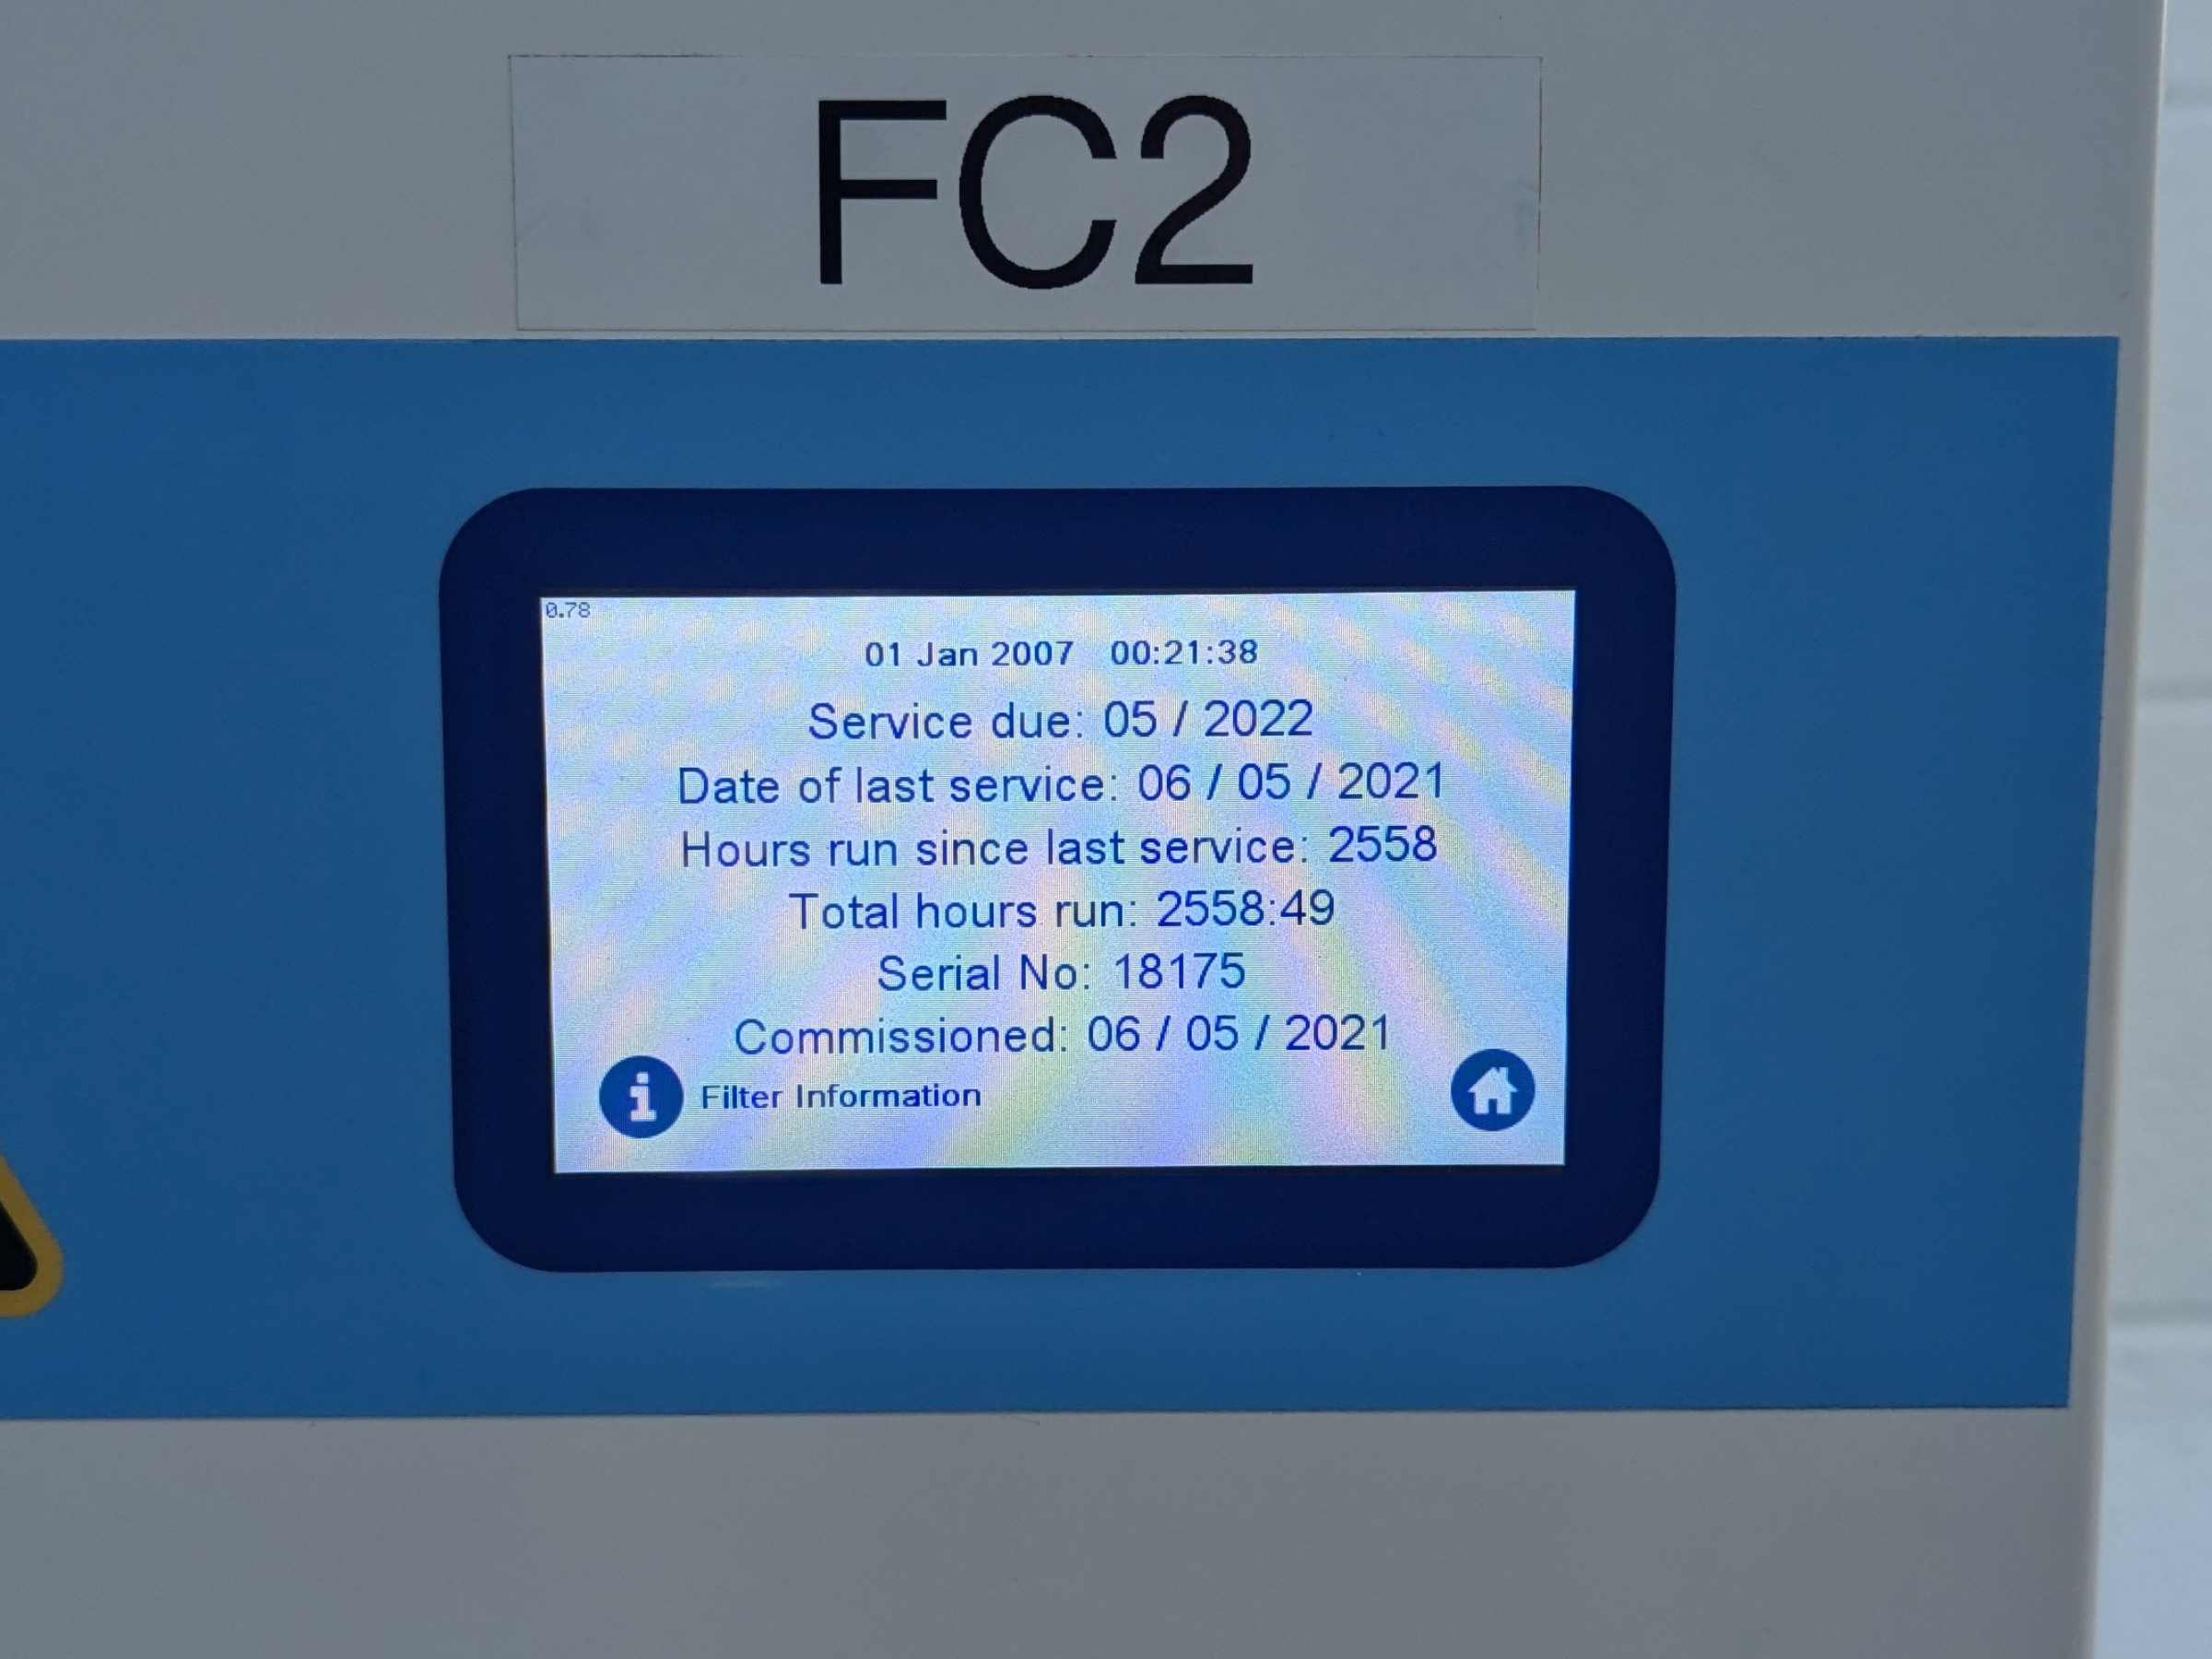 FC2
0.78
01 Jan 2007 00:21:38
Service due: 05 / 2022
Date of last service: 06 / 05 / 2021
Hours run since last service: 2558
Total hours run: 2558:49
Serial No: 18175
Commissioned: 06 / 05 / 2021
i Filter Information